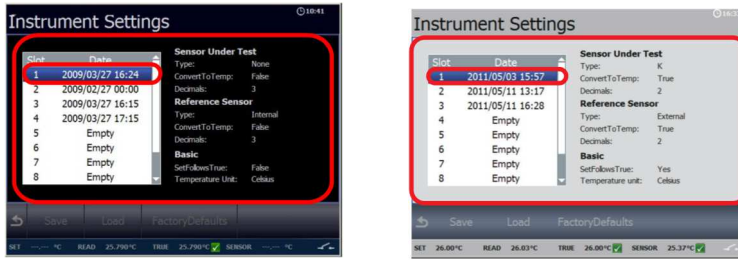 Instrument Settings
10:41
Slot Date
1 2009/03/27 16:24
2 2009/02/27 00:00
3 2009/03/27 16:15
4 2009/03/27 17:15
5 Empty
6 Empty
7 Empty
8 Empty
Sensor Under Test
Type: None
ConvertToTemp: False
Decimals: 3
Reference Sensor
Type: Internal
ConvertToTemp: False
Decimals: 3
Basic
SetFollowsTrue: False
Temperature Unit: Celsius
Save Load FactoryDefaults
SET ---.--- °C READ 25.790°C TRUE 25.790°C SENSOR ---.-- °C
Instrument Settings
Slot Date
1 2011/05/03 15:57
2 2011/05/11 13:17
3 2011/05/11 16:28
4 Empty
5 Empty
6 Empty
7 Empty
8 Empty
Sensor Under Test
Type: K
ConvertToTemp: True
Decimals: 2
Reference Sensor
Type: External
ConvertToTemp: True
Decimals: 2
Basic
SetFollowsTrue: Yes
Temperature unit: Celsius
Save Load FactoryDefaults
SET 26.00°C READ 26.03°C TRUE 26.00°C SENSOR 25.37°C